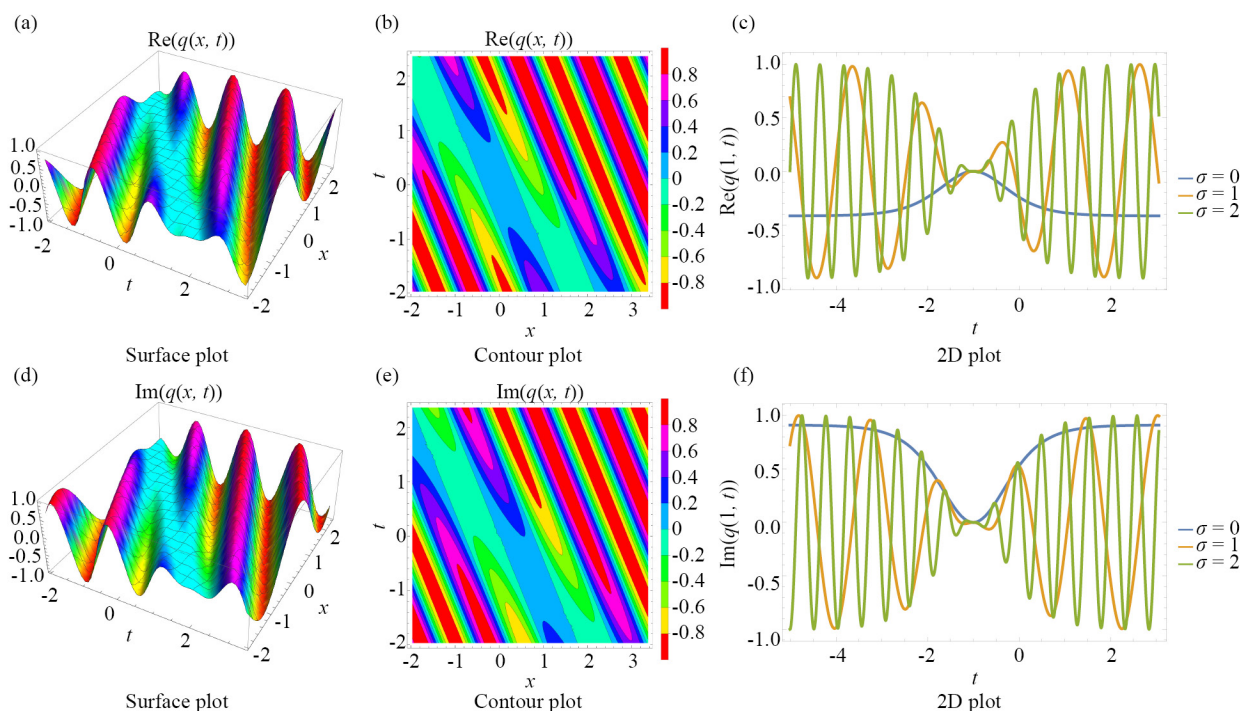 (a)
Re(q(x, t))
1.0
0.5
0.0
-0.5
-1.0
-2
0
2
t
-2
-1
0
1
2
x
Surface plot
(b)
Re(q(x, t))
2
1
0
-1
-2
t
-2
-1
0
1
2
3
x
0.8
0.6
0.4
0.2
0
-0.2
-0.4
-0.6
-0.8
Contour plot
(c)
Re(q(1, t))
1.0
0.5
0.0
-0.5
-1.0
-4
-2
0
2
t
σ = 0
σ = 1
σ = 2
2D plot
(d)
Im(q(x, t))
1.0
0.5
0.0
-0.5
-1.0
-2
0
2
t
-2
-1
0
1
2
x
Surface plot
(e)
Im(q(x, t))
2
1
0
-1
-2
t
-2
-1
0
1
2
3
x
0.8
0.6
0.4
0.2
0
-0.2
-0.4
-0.6
-0.8
Contour plot
(f)
Im(q(1, t))
1.0
0.5
0.0
-0.5
-1.0
-4
-2
0
2
t
σ = 0
σ = 1
σ = 2
2D plot